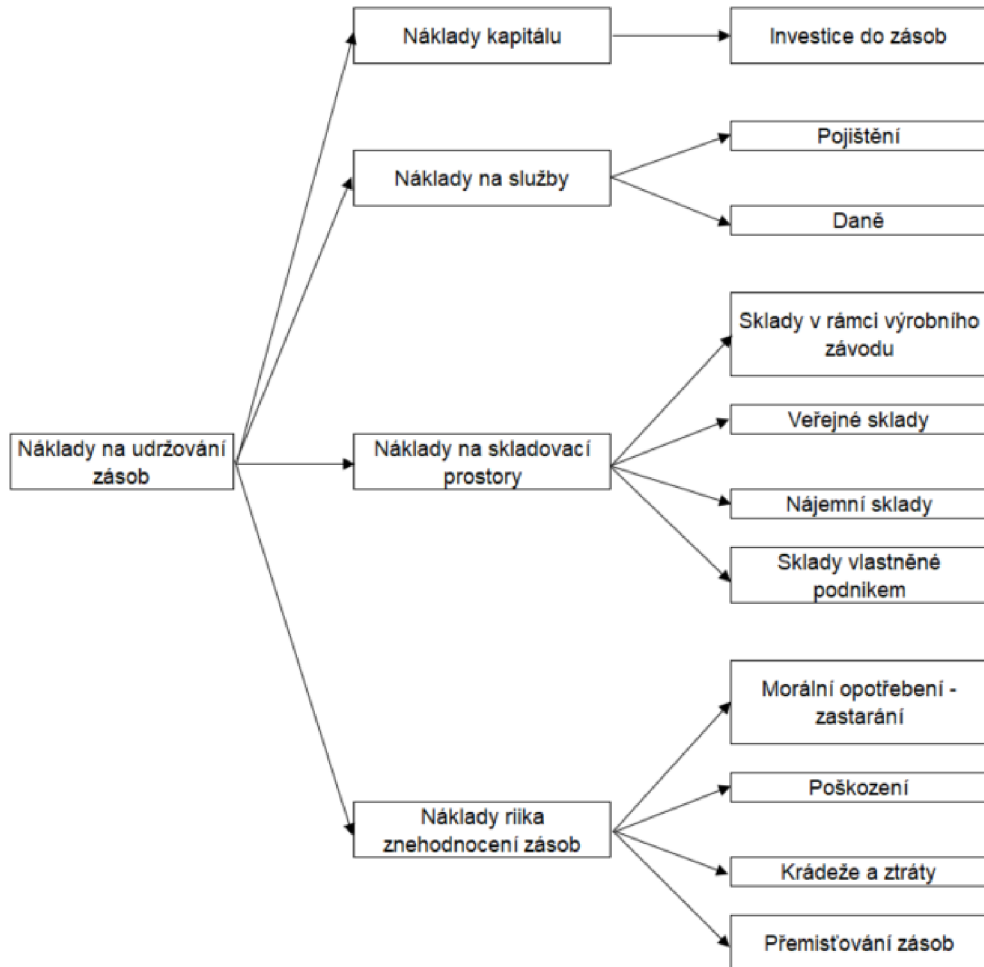 Náklady kapitálu
Investice do zásob
Náklady na služby
Pojištění
Daně
Náklady na udržování
zásob
Náklady na skladovací
prostory
Sklady v rámci výrobního
závodu
Veřejné sklady
Nájemní sklady
Sklady vlastněné
podnikem
Náklady riika
znehodnocení zásob
Morální opotřebení -
zastarání
Poškození
Krádeže a ztráty
Přemisťování zásob